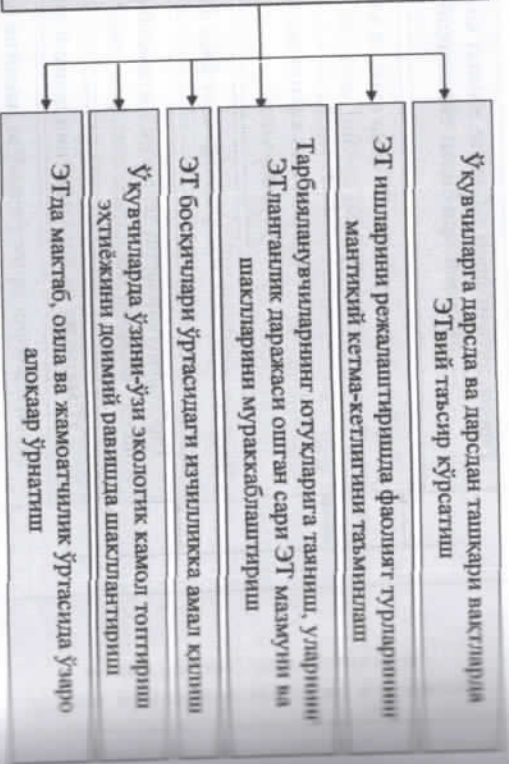 Ўқувчиларга дарсда ва дарсдан ташқари вақтларда
ЭТвий таъсир кўрсатиш
ЭТ ишларини режалаштиришда фаолият турларининг
мантиқий кетма-кетлигини таъминлаш
Тарбияланувчиларнинг ютуқларига таяниш, уларнинг
ЭТланганлик даражаси ошган сари ЭТ мазмуни ва
шаклларини мураккаблаштириш
ЭТ босқичлари ўртасидаги изчилликка амал қилиш
Ўқувчиларда ўзини-ўзи экологик камол топтириш
эҳтиёжини доимий равишда шакллантириш
ЭТда мактаб, оила ва жамоатчилик ўртасида ўзаро
алоқаар ўрнатиш